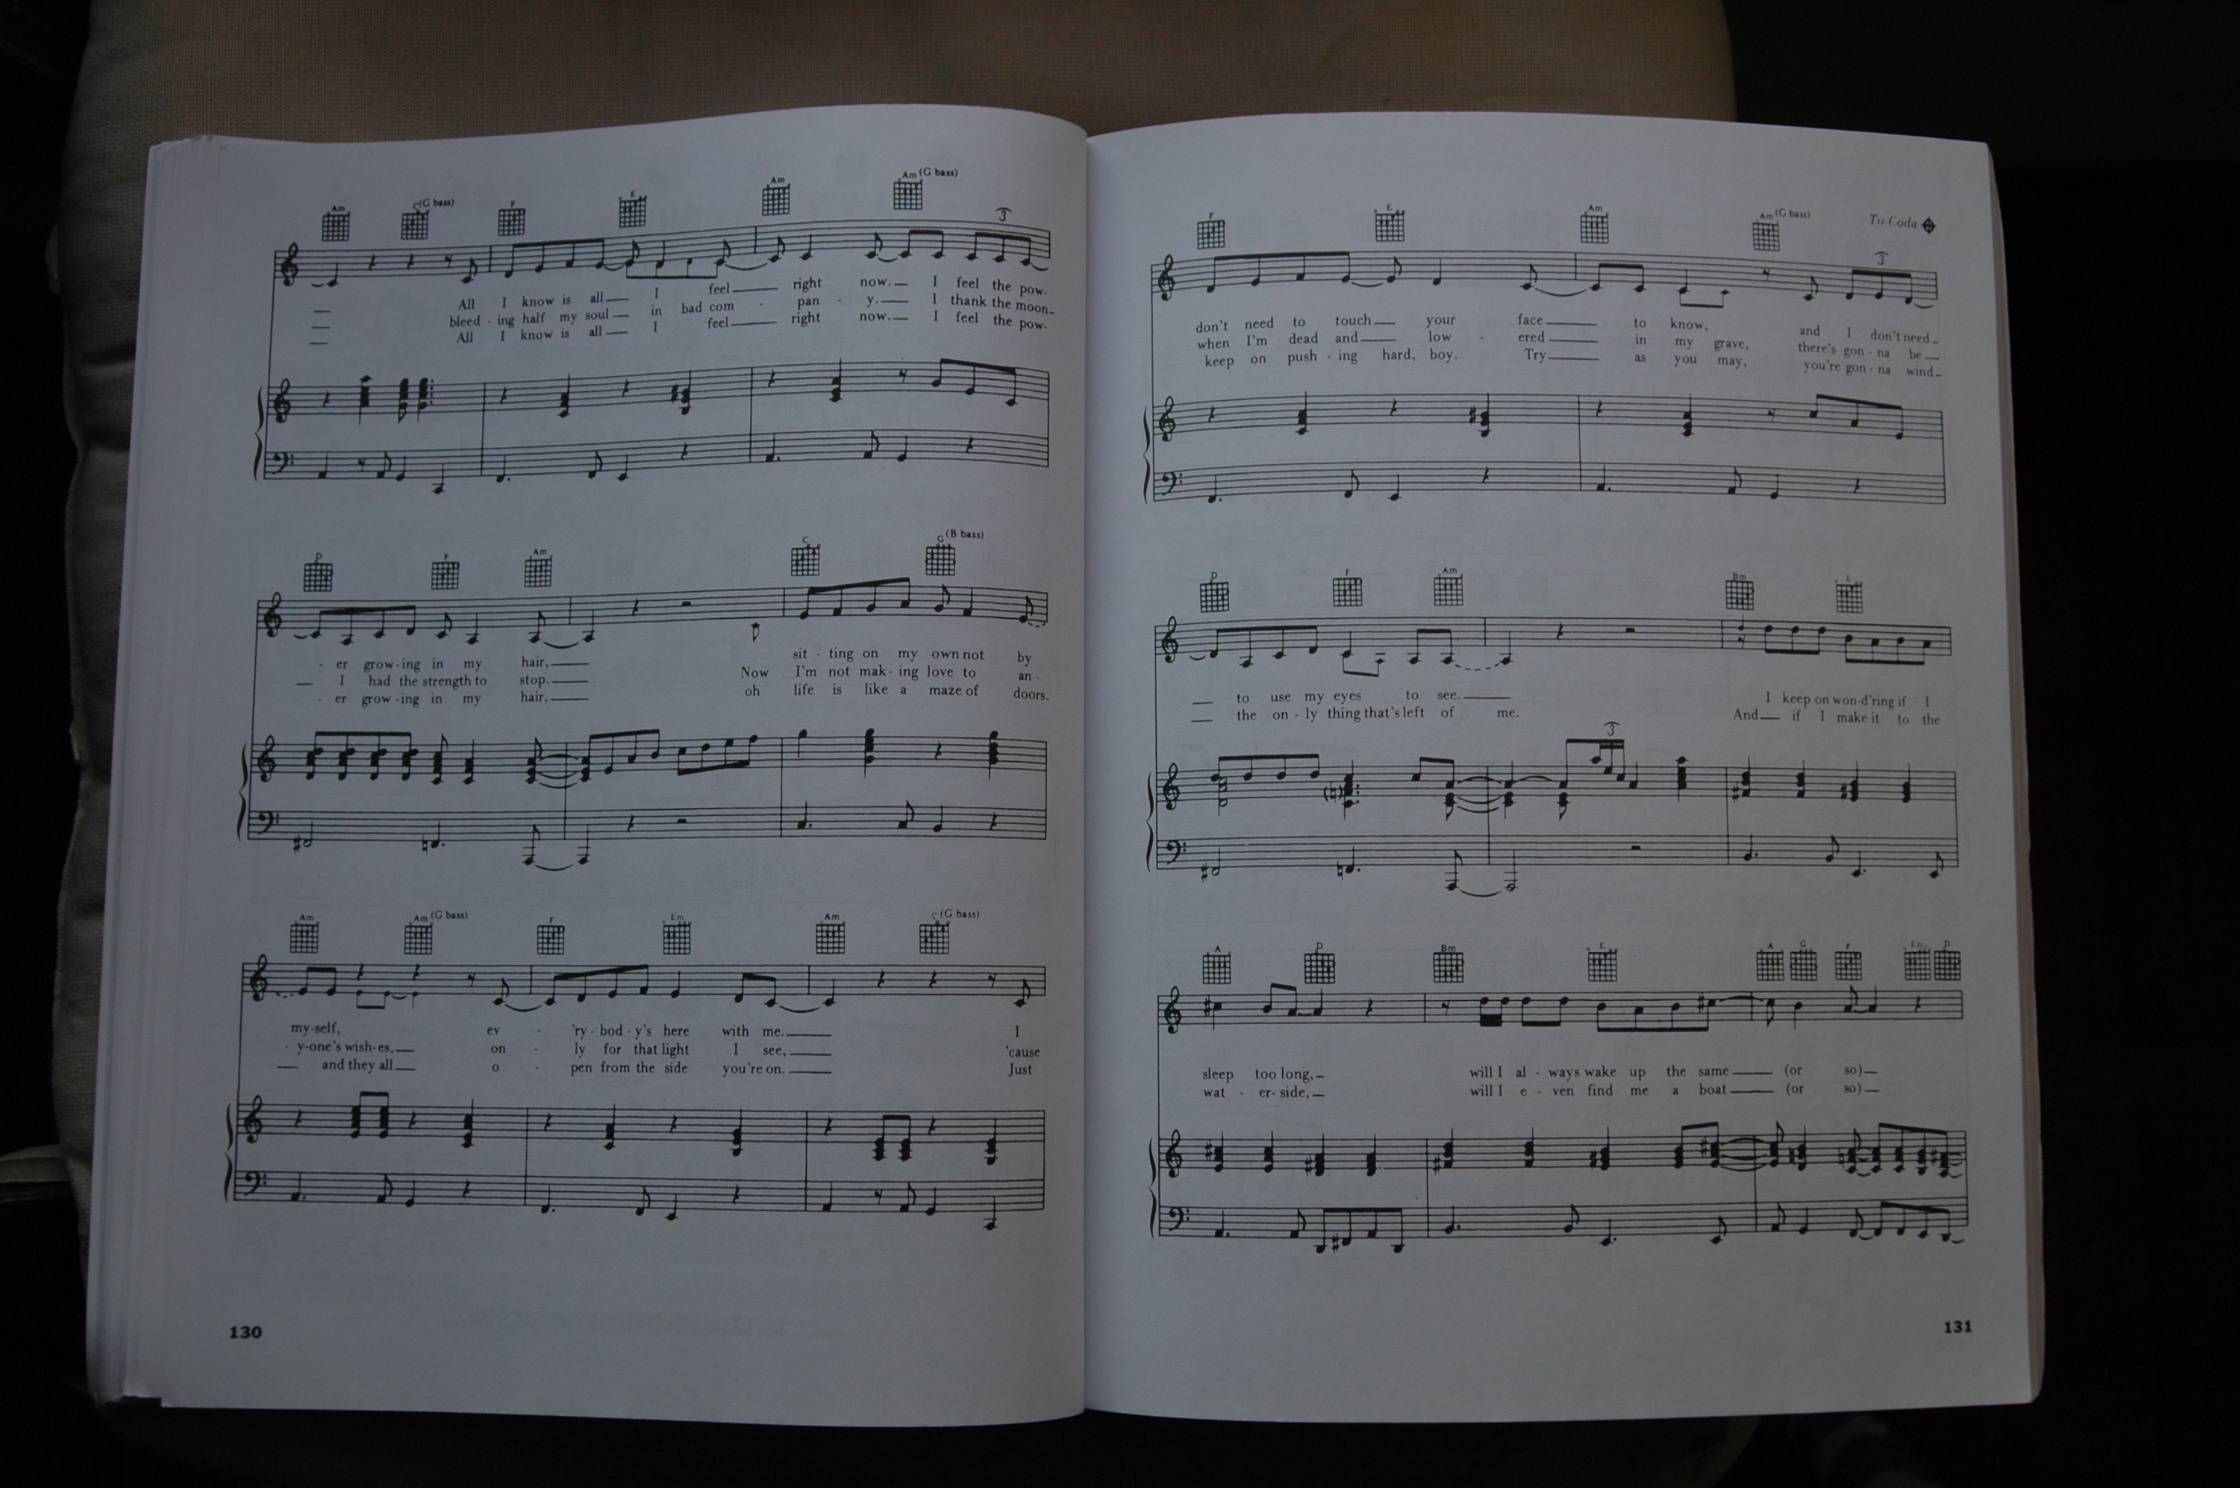 Am C(G bass) F E Am Am(G bass)
3
All I know is all I feel right now. I feel the pow-
bleed - ing half my soul in bad com - pan - y. I thank the moon
All I know is all I feel right now. I feel the pow-
D F Am C G(B bass)
- er grow-ing in my hair, sit - ting on my own not by
I had the strength to stop. Now I'm not mak - ing love to an -
- er grow-ing in my hair, oh life is like a maze of doors.
Am Am(G bass) F Em Am C(G bass)
my-self, ev - 'ry - bod - y's here with me. I
- y-one's wish-es, on - ly for that light I see, 'cause
and they all o - pen from the side you're on. Just
130
F E Am Am(G bass) To Coda
3
don't need to touch your face to know, and I don't need
when I'm dead and low - ered in my grave, there's gon - na be
keep on push - ing hard, boy. Try as you may, you're gon - na wind
D F Am Bm E
to use my eyes to see. I keep on won-d'ring if I
the on - ly thing that's left of me. And if I make it to the
3
A D Bm E A G F Em D
sleep too long, will I al - ways wake up the same (or so)
wat - er- side, will I e - ven find me a boat (or so)
131